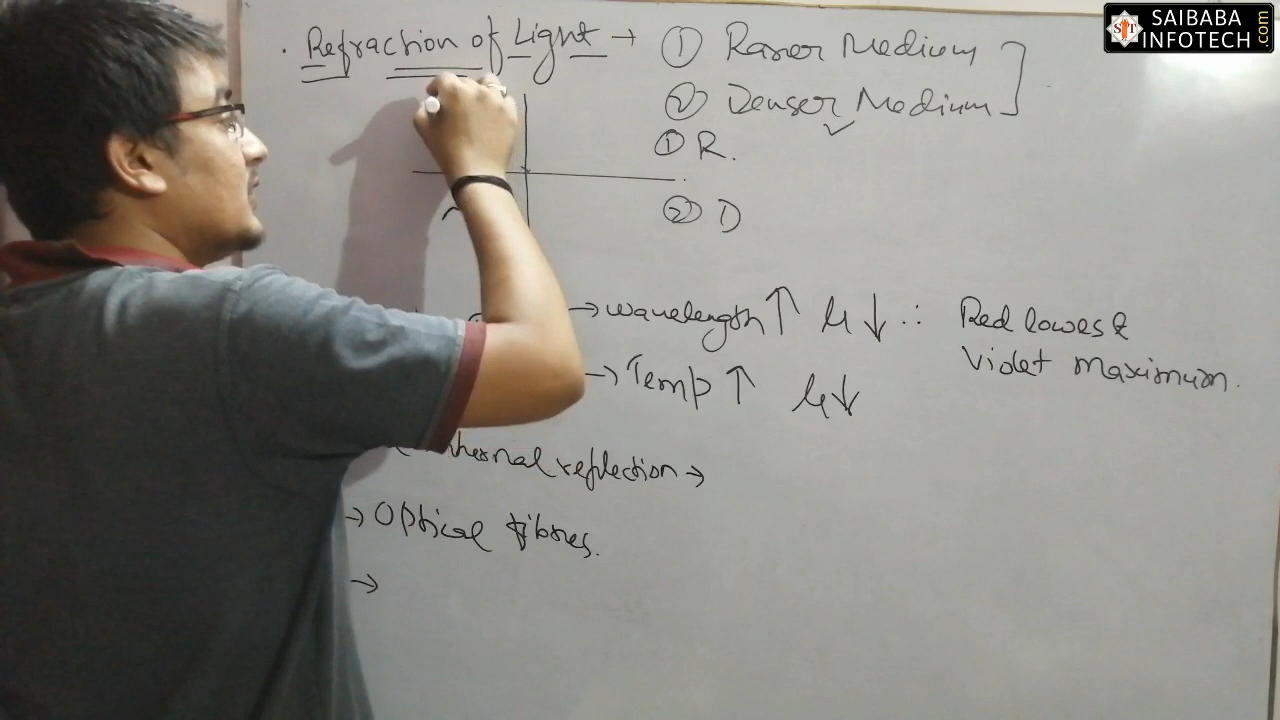 SAIBABA
INFOTECH.com
SIT
. Refraction of Light → ① Rarer Medium
② Denser Medium
① R.
② D
→ wavelength ↑ μ ↓ ∴ Red lowest
Violet maximum.
→ Temp ↑ μ ↓
reflection →
→ Optical fibres.
→